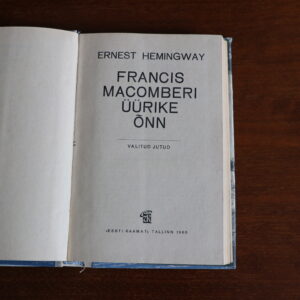 ERNEST HEMINGWAY
FRANCIS
MACOMBERI
ÜÜRIKE
ÕNN
VALITUD JUTUD
«EESTI RAAMAT» TALLINN